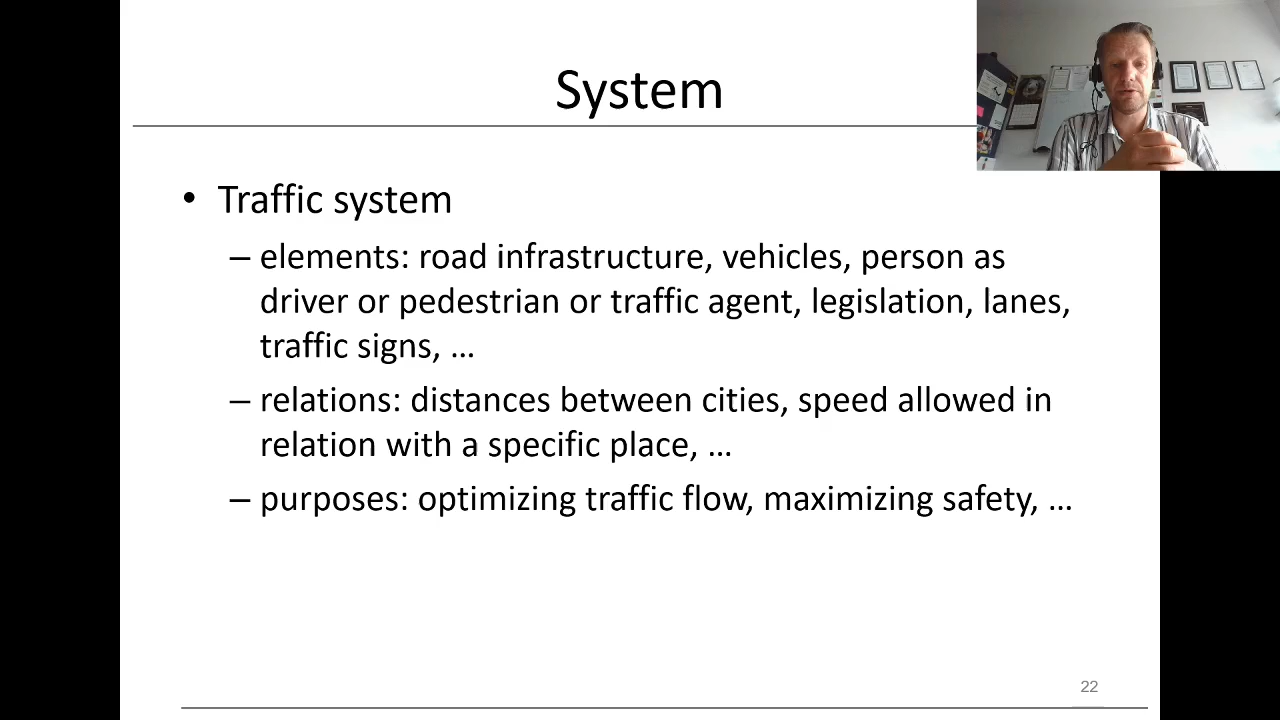 System
• Traffic system
– elements: road infrastructure, vehicles, person as
driver or pedestrian or traffic agent, legislation, lanes,
traffic signs, …
– relations: distances between cities, speed allowed in
relation with a specific place, …
– purposes: optimizing traffic flow, maximizing safety, …
22